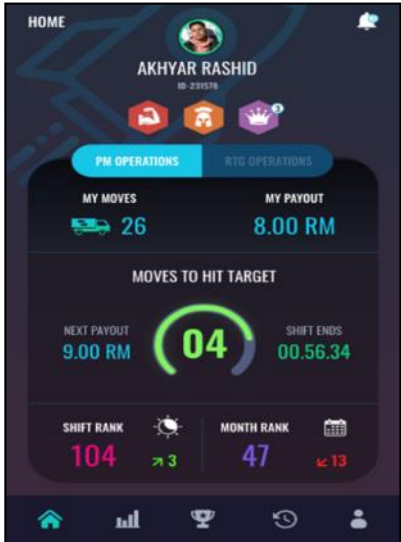 HOME
AKHYAR RASHID
ID-231578
3
PM OPERATIONS RTG OPERATIONS
MY MOVES MY PAYOUT
26 8.00 RM
MOVES TO HIT TARGET
NEXT PAYOUT SHIFT ENDS
9.00 RM 04 00.56.34
SHIFT RANK MONTH RANK
104 3 47 13